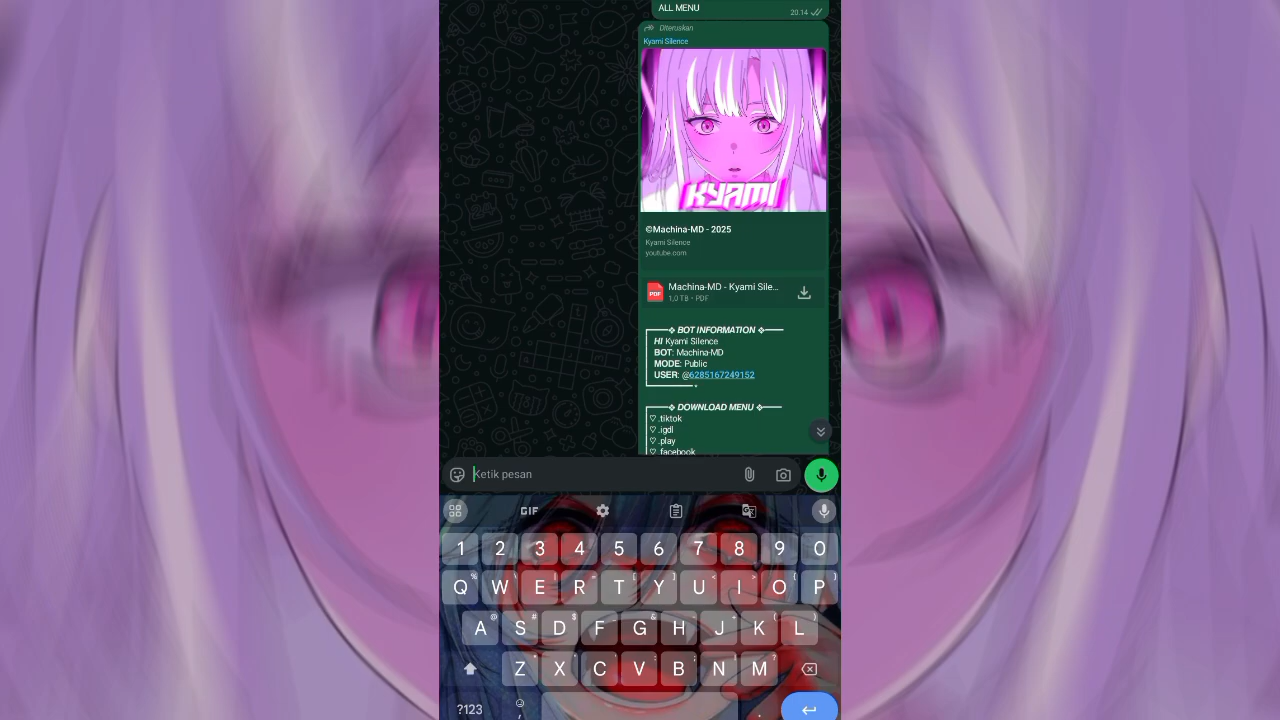 ALL MENU
20.14
Diteruskan
Kyami Silence
KYAMI
©Machina-MD - 2025
Kyami Silence
youtube.com
PDF
Machina-MD - Kyami Sile...
1,0 TB • PDF
BOT INFORMATION
HI Kyami Silence
BOT: Machina-MD
MODE: Public
USER: @6285167249152
DOWNLOAD MENU
♡ .tiktok
♡ .igdl
♡ .play
♡ .facebook
Ketik pesan
GIF
1 2 3 4 5 6 7 8 9 0
Q W E R T Y U I O P
A S D F G H J K L
Z X C V B N M
?123 , .